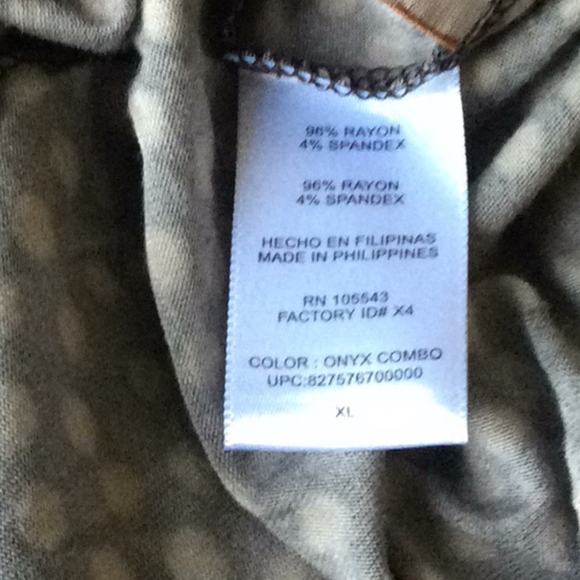 96% RAYON
4% SPANDEX
96% RAYON
4% SPANDEX
HECHO EN FILIPINAS
MADE IN PHILIPPINES
RN 105543
FACTORY ID# X4
COLOR : ONYX COMBO
UPC:827576700000
XL